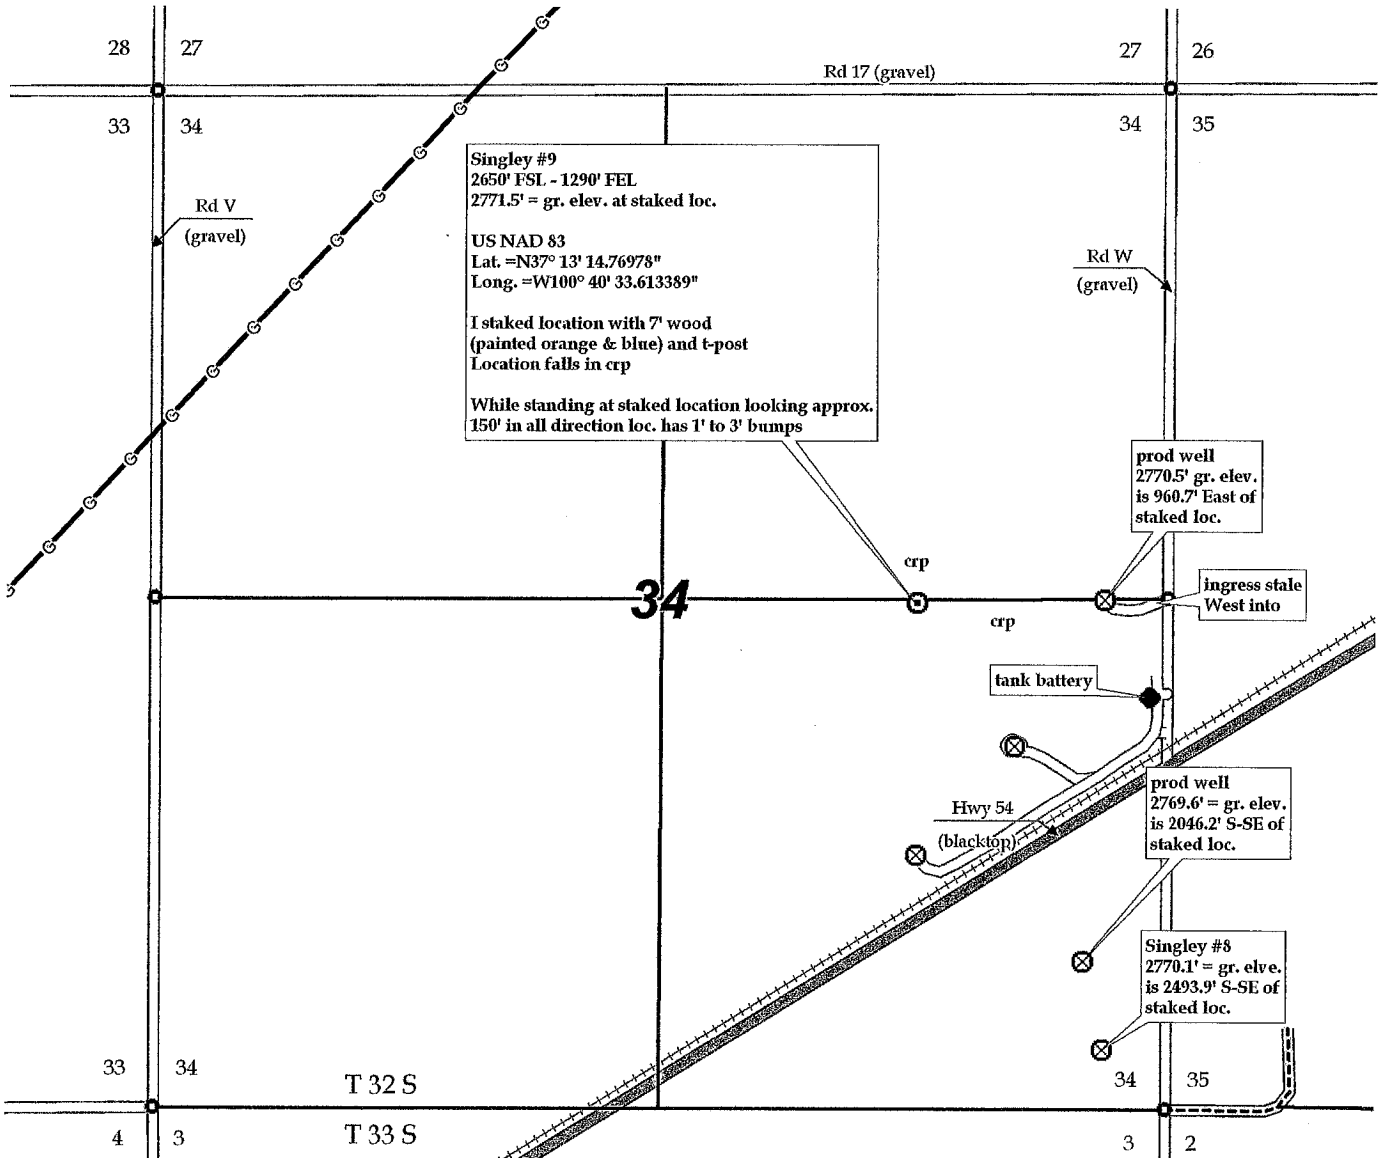 28 27
27 26
Rd 17 (gravel)
33 34
34 35
Singley #9
2650' FSL - 1290' FEL
2771.5' = gr. elev. at staked loc.
US NAD 83
Lat. =N37° 13' 14.76978"
Long. =W100° 40' 33.613389"
I staked location with 7' wood
(painted orange & blue) and t-post
Location falls in crp
While standing at staked location looking approx.
150' in all direction loc. has 1' to 3' bumps
Rd V
(gravel)
Rd W
(gravel)
prod well
2770.5' gr. elev.
is 960.7' East of
staked loc.
crp
34
crp
ingress stale
West into
tank battery
Hwy 54
(blacktop)
prod well
2769.6' = gr. elev.
is 2046.2' S-SE of
staked loc.
Singley #8
2770.1' = gr. elve.
is 2493.9' S-SE of
staked loc.
33 34
T 32 S
34 35
4 3
T 33 S
3 2
G
G
G
G
G
G
G
G
G
G
G
G
G
G